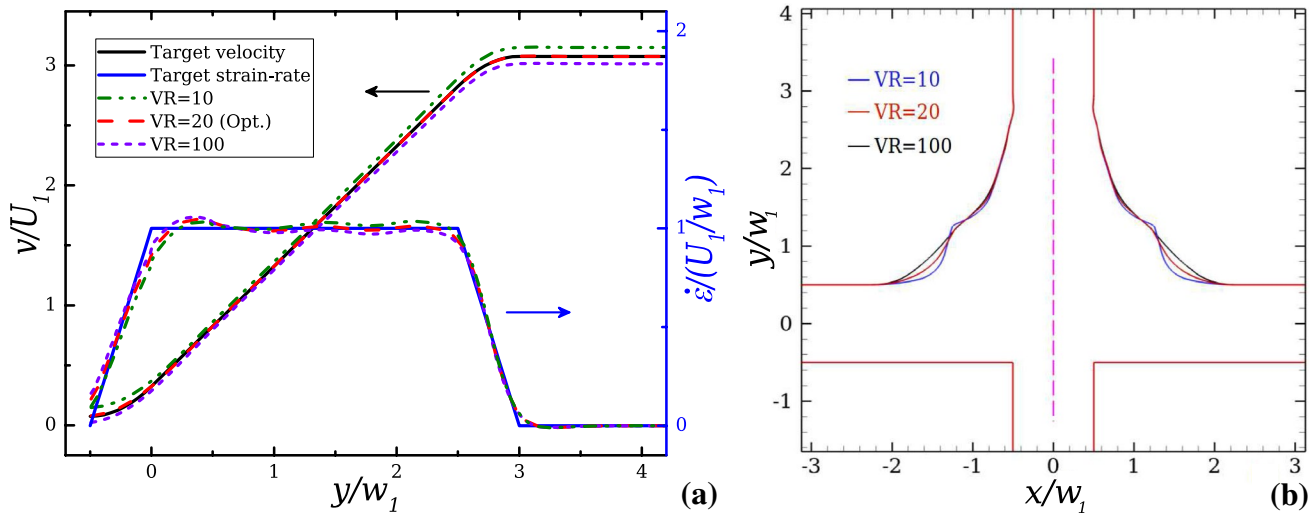 Target velocity
Target strain-rate
VR=10
VR=20 (Opt.)
VR=100
v/U₁
3
2
1
0
0 1 2 3 4
y/w₁
2
1
0
ε̇/(U₁/w₁)
(a)
VR=10
VR=20
VR=100
y/w₁
4
3
2
1
0
-1
-3 -2 -1 0 1 2 3
x/w₁
(b)